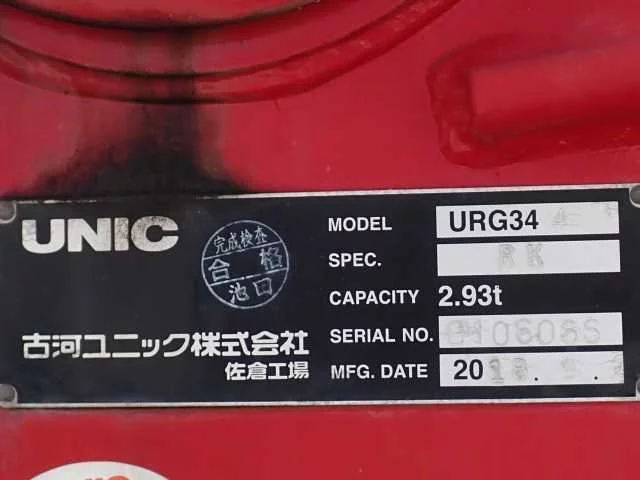 UNIC
完成検査
合格
池口
古河ユニック株式会社
佐倉工場
MODEL URG34
SPEC. RK
CAPACITY 2.93t
SERIAL NO.
MFG. DATE 20